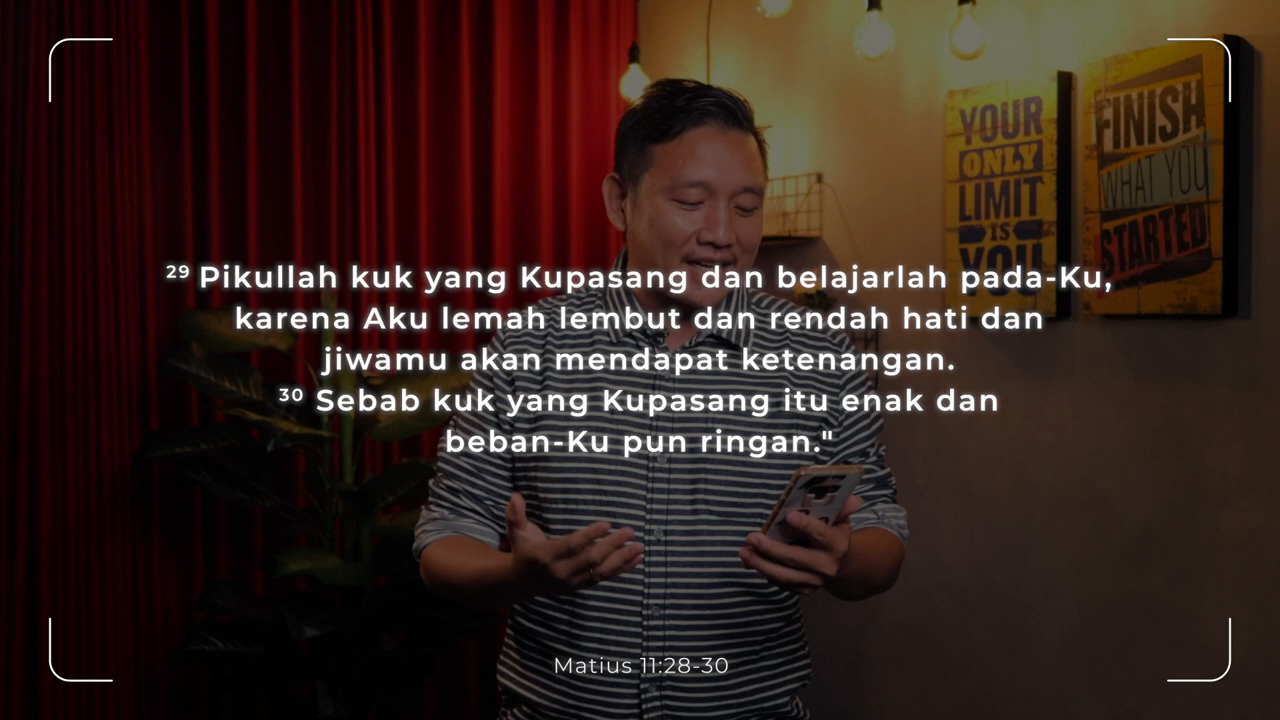 YOUR
ONLY
LIMIT
IS
YOU
FINISH
WHAT YOU
STARTED
²⁹ Pikullah kuk yang Kupasang dan belajarlah pada-Ku,
karena Aku lemah lembut dan rendah hati dan
jiwamu akan mendapat ketenangan.
³⁰ Sebab kuk yang Kupasang itu enak dan
beban-Ku pun ringan."
Matius 11:28-30